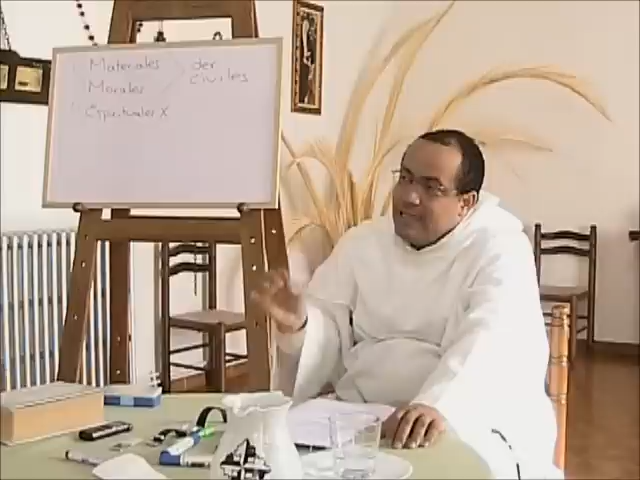 Materiales der
Morales civiles
Espirituales X